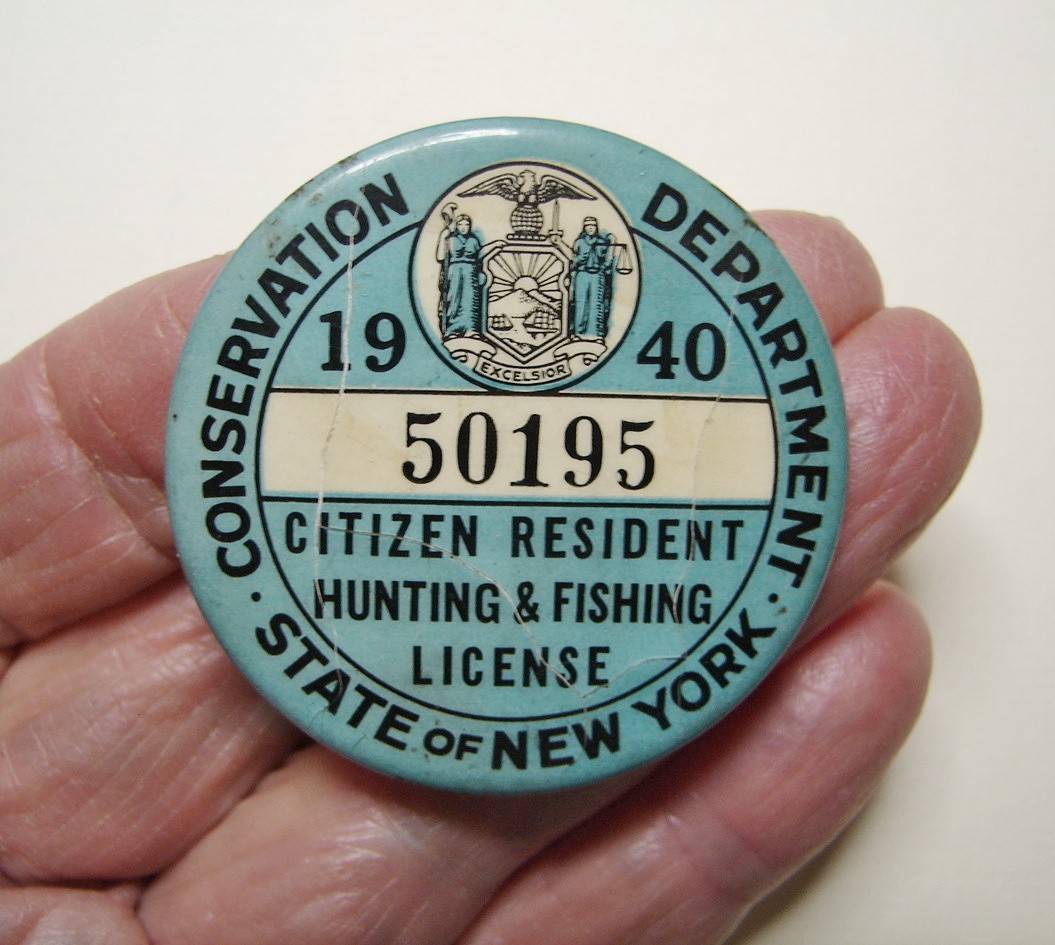 CONSERVATION DEPARTMENT
EXCELSIOR
19 40
50195
CITIZEN RESIDENT
HUNTING & FISHING
LICENSE
· STATE OF NEW YORK ·